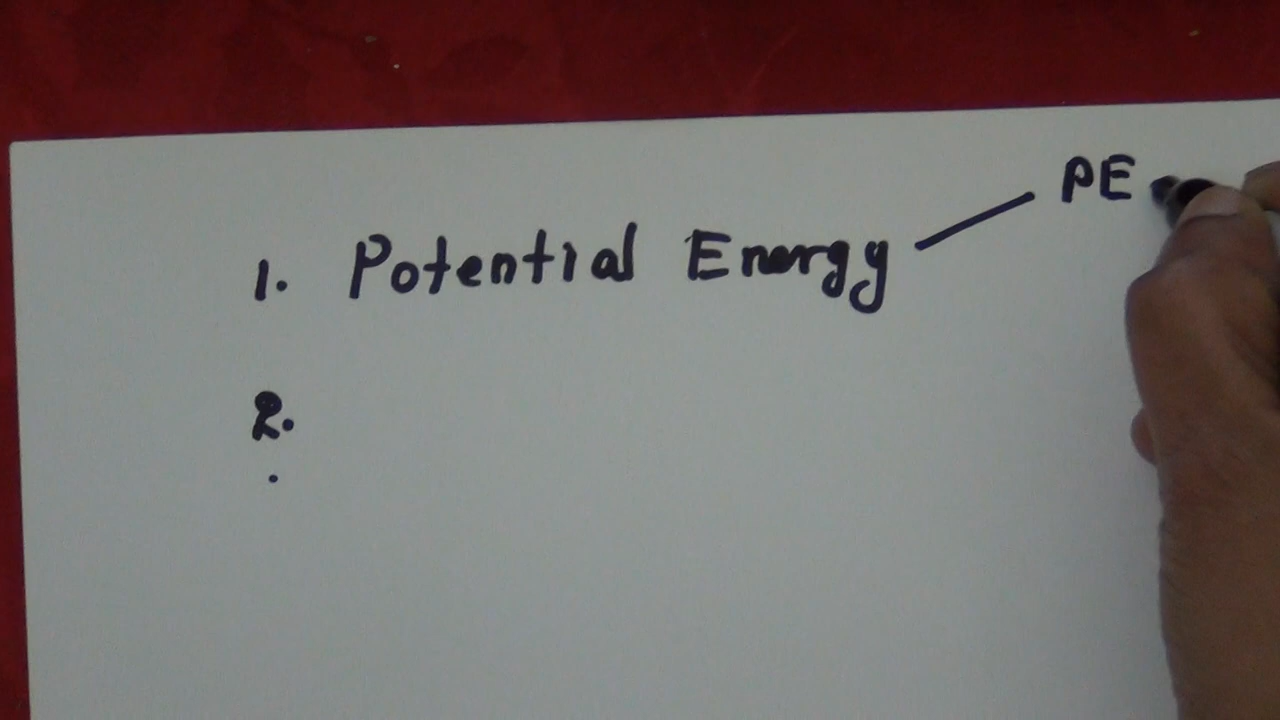 1. Potential Energy — PE
2.
.